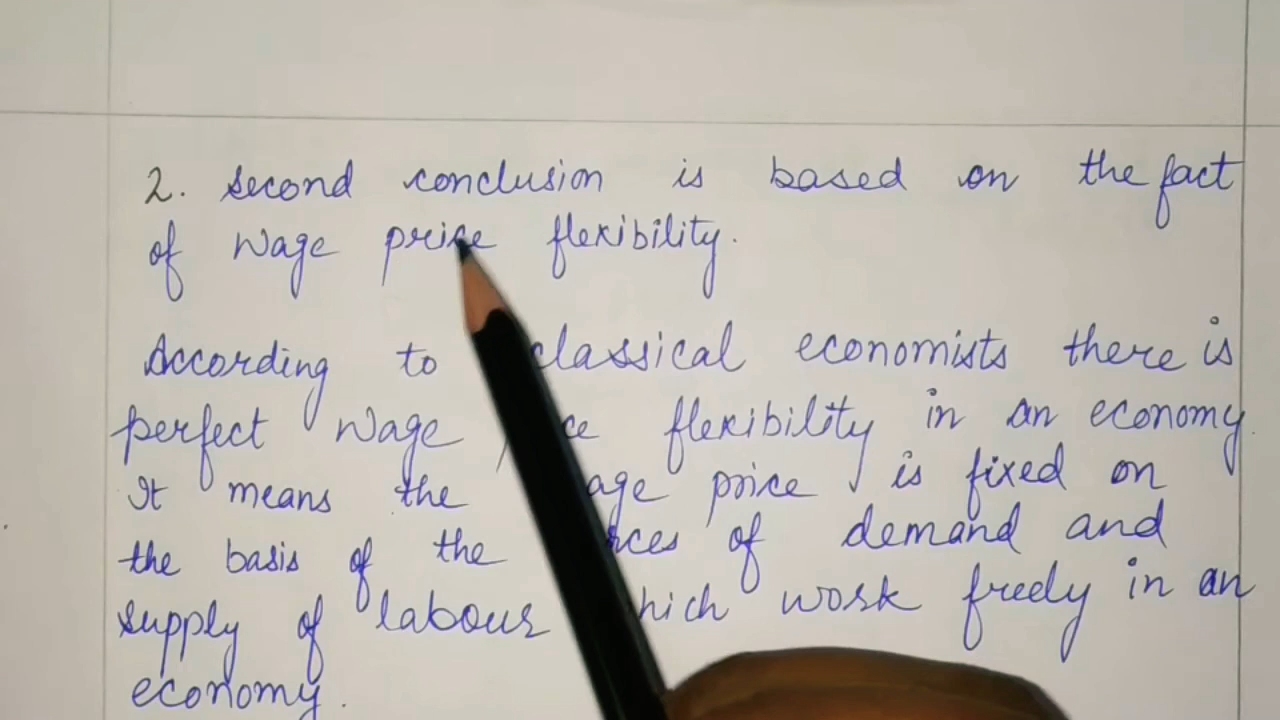 2. Second conclusion is based on the fact
of wage price flexibility.
According to classical economists there is
perfect wage flexibility in an economy.
It means the price is fixed on
the basis of the of demand and
supply of labour which work freely in an
economy.